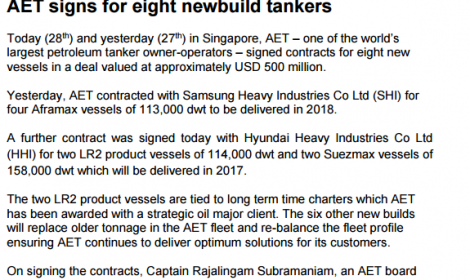 AET signs for eight newbuild tankers
Today (28th) and yesterday (27th) in Singapore, AET – one of the world's
largest petroleum tanker owner-operators – signed contracts for eight new
vessels in a deal valued at approximately USD 500 million.
Yesterday, AET contracted with Samsung Heavy Industries Co Ltd (SHI) for
four Aframax vessels of 113,000 dwt to be delivered in 2018.
A further contract was signed today with Hyundai Heavy Industries Co Ltd
(HHI) for two LR2 product vessels of 114,000 dwt and two Suezmax vessels of
158,000 dwt which will be delivered in 2017.
The two LR2 product vessels are tied to long term time charters which AET
has been awarded with a strategic oil major client. The six other new builds
will replace older tonnage in the AET fleet and re-balance the fleet profile
ensuring AET continues to deliver optimum solutions for its customers.
On signing the contracts, Captain Rajalingam Subramaniam, an AET board